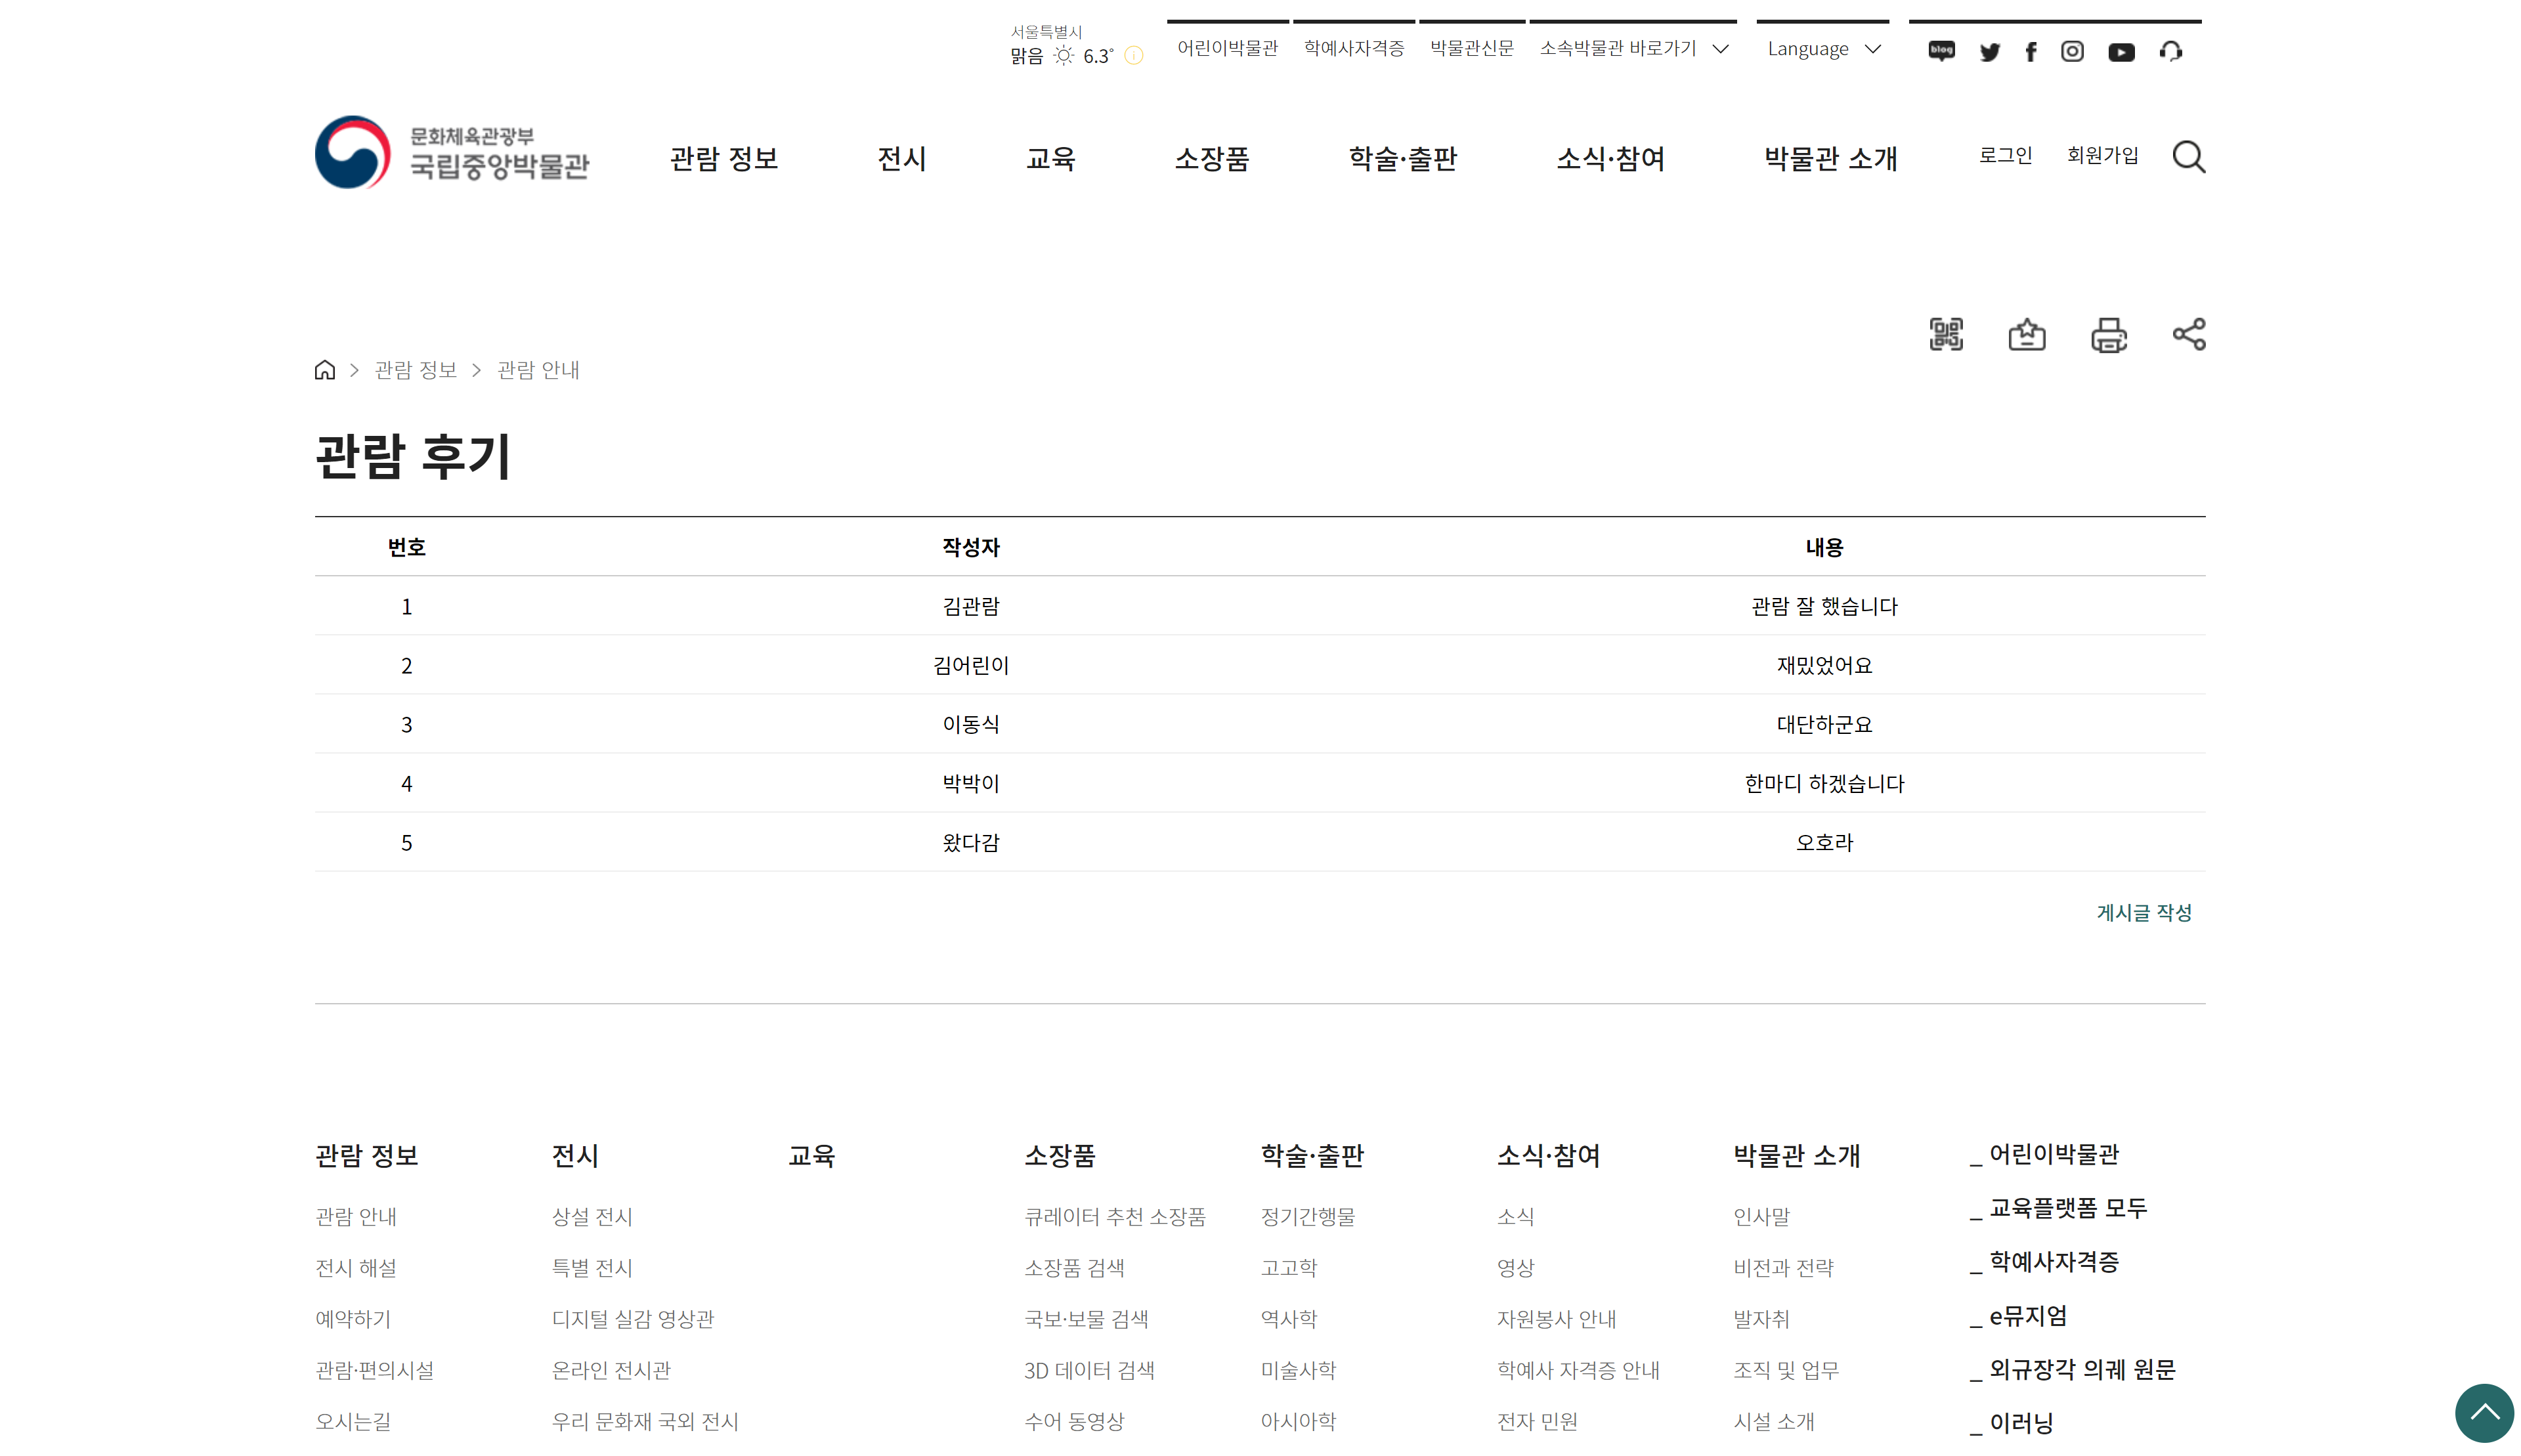 서울특별시
맑음 6.3°
어린이박물관 학예사자격증 박물관신문 소속박물관 바로가기 Language blog
문화체육관광부
국립중앙박물관
관람 정보 전시 교육 소장품 학술·출판 소식·참여 박물관 소개 로그인 회원가입
> 관람 정보 > 관람 안내
관람 후기
번호 작성자 내용
1 김관람 관람 잘 했습니다
2 김어린이 재밌었어요
3 이동식 대단하군요
4 박박이 한마디 하겠습니다
5 왔다감 오호라
게시글 작성
관람 정보 전시 교육 소장품 학술·출판 소식·참여 박물관 소개 _ 어린이박물관
관람 안내 상설 전시 큐레이터 추천 소장품 정기간행물 소식 인사말 _ 교육플랫폼 모두
전시 해설 특별 전시 소장품 검색 고고학 영상 비전과 전략 _ 학예사자격증
예약하기 디지털 실감 영상관 국보·보물 검색 역사학 자원봉사 안내 발자취 _ e뮤지엄
관람·편의시설 온라인 전시관 3D 데이터 검색 미술사학 학예사 자격증 안내 조직 및 업무 _ 외규장각 의궤 원문
오시는길 우리 문화재 국외 전시 수어 동영상 아시아학 전자 민원 시설 소개 _ 이러닝